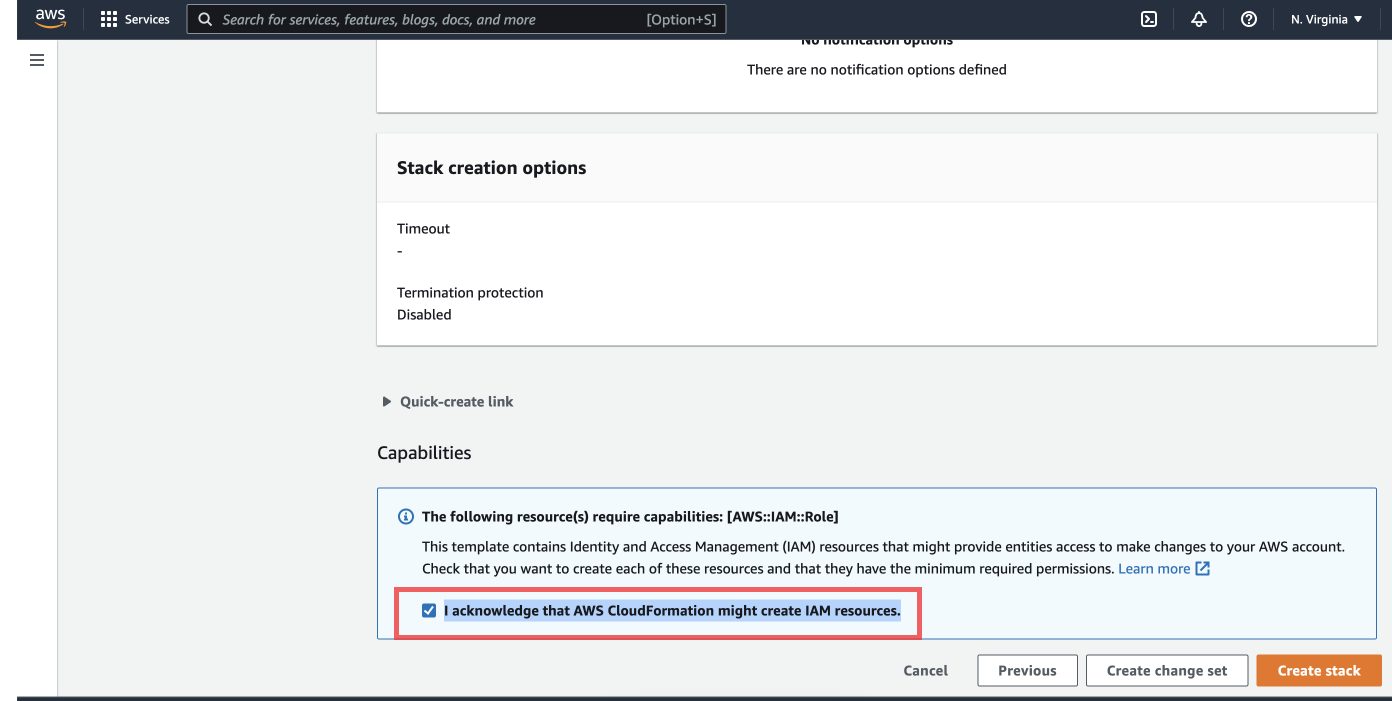 aws
Services
Search for services, features, blogs, docs, and more
[Option+S]
N. Virginia
No notification options
There are no notification options defined
Stack creation options
Timeout
-
Termination protection
Disabled
Quick-create link
Capabilities
The following resource(s) require capabilities: [AWS::IAM::Role]
This template contains Identity and Access Management (IAM) resources that might provide entities access to make changes to your AWS account.
Check that you want to create each of these resources and that they have the minimum required permissions. Learn more
I acknowledge that AWS CloudFormation might create IAM resources.
Cancel
Previous
Create change set
Create stack